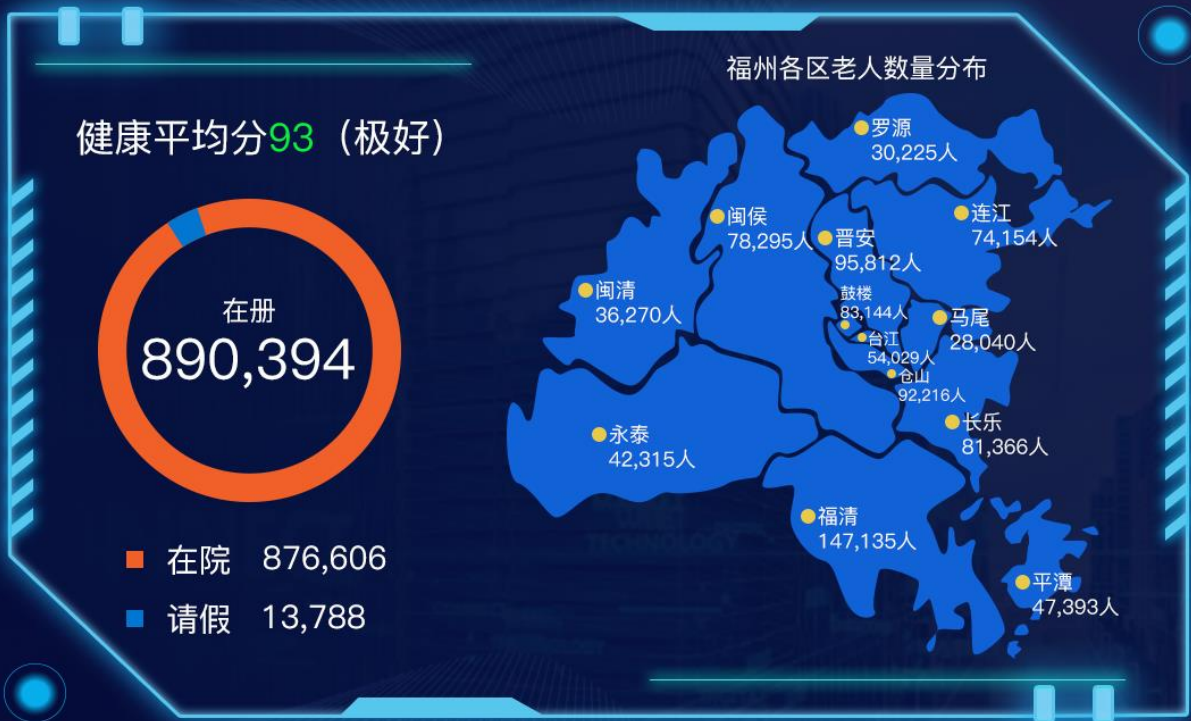 福州各区老人数量分布
健康平均分93（极好）
在册
890,394
在院 876,606
请假 13,788
罗源
30,225人
闽侯
78,295人
连江
74,154人
晋安
95,812人
闽清
36,270人
鼓楼
83,144人
马尾
28,040人
台江
54,029人
仓山
92,216人
长乐
81,366人
永泰
42,315人
福清
147,135人
平潭
47,393人